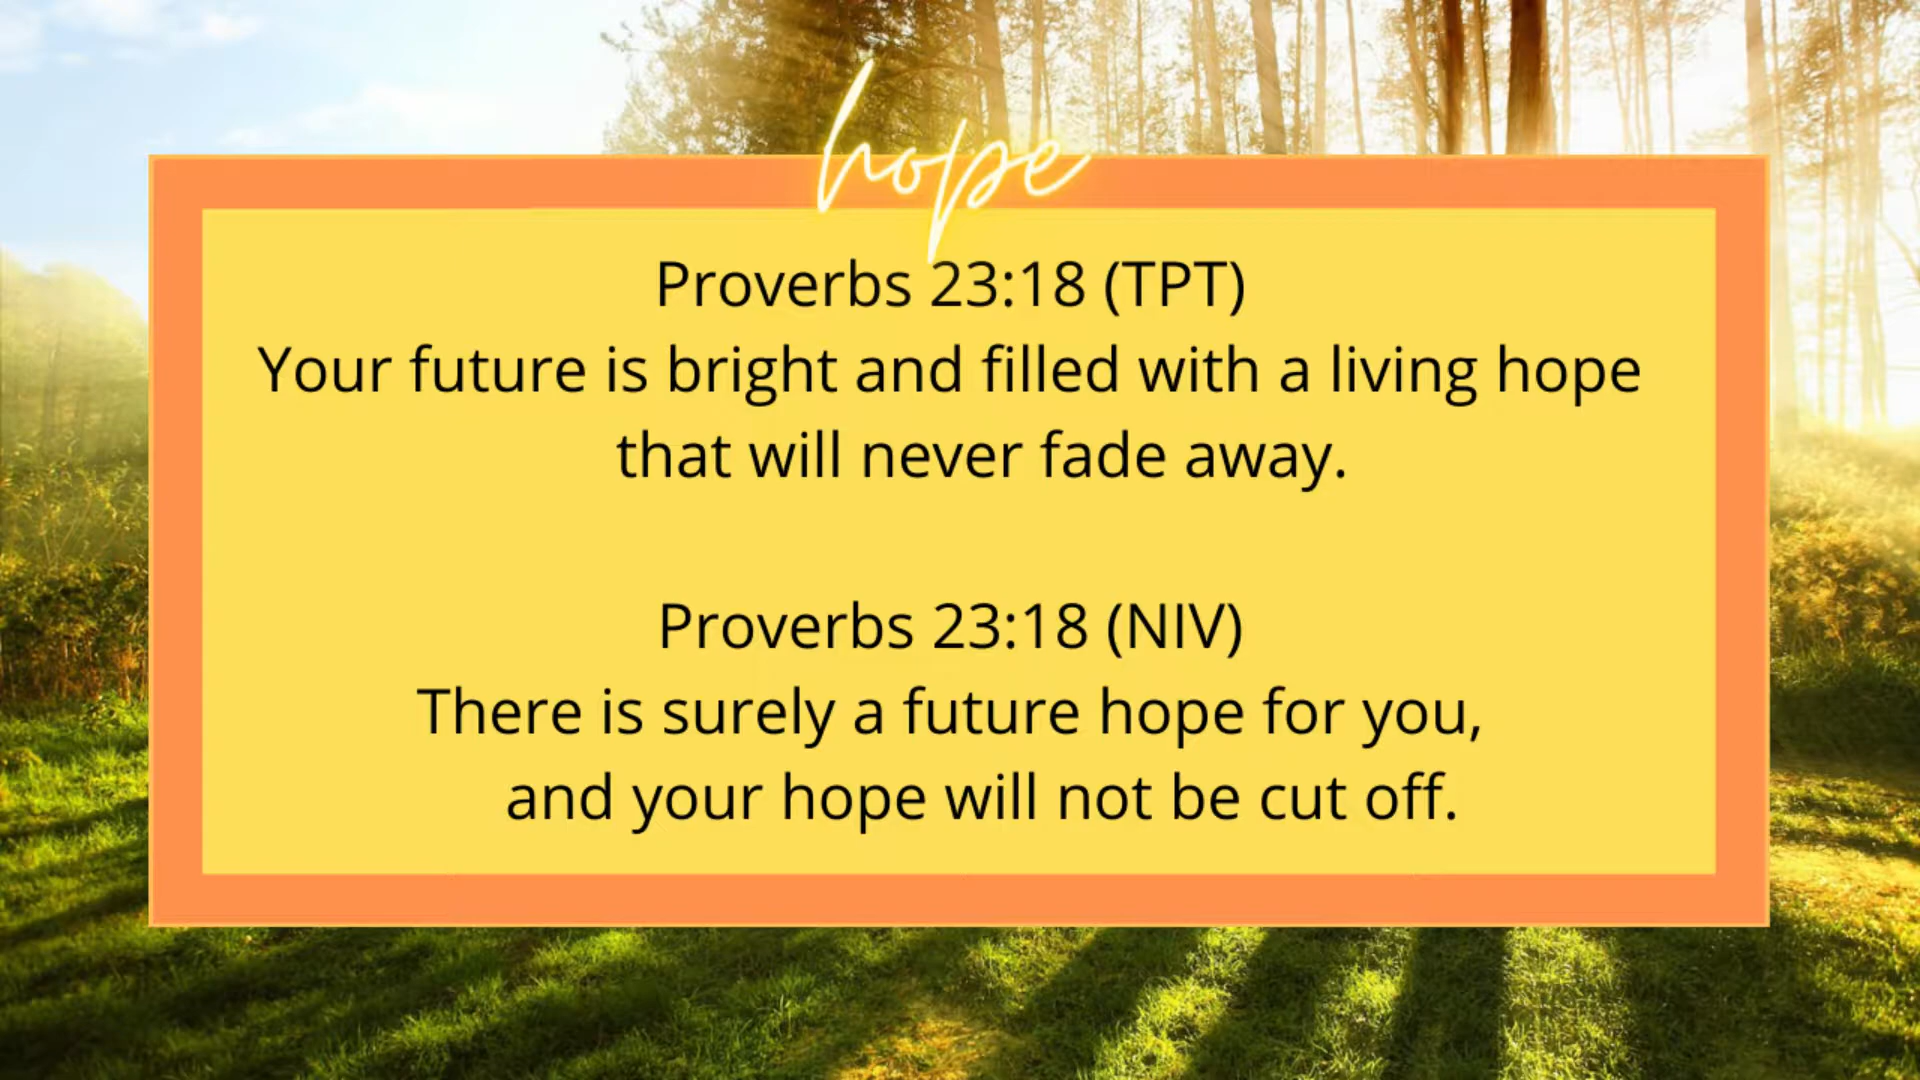 hope
Proverbs 23:18 (TPT)
Your future is bright and filled with a living hope
that will never fade away.
Proverbs 23:18 (NIV)
There is surely a future hope for you,
and your hope will not be cut off.